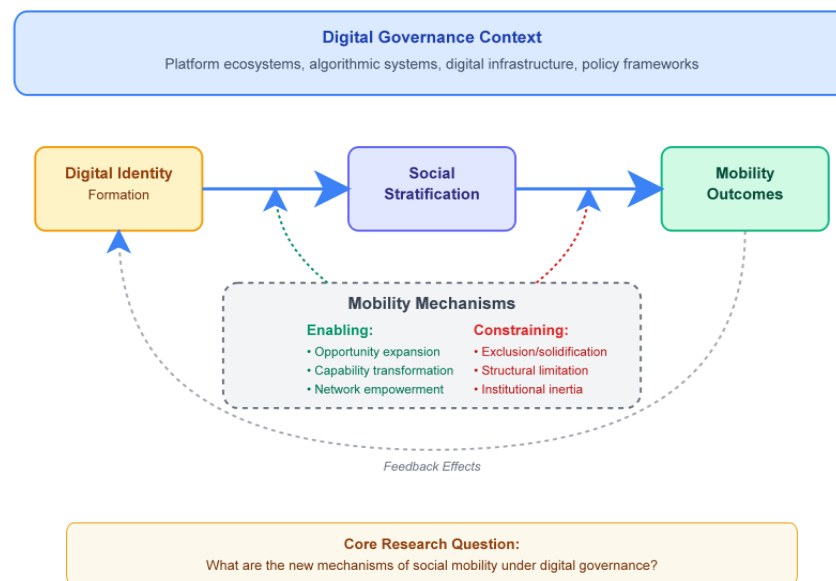 Digital Governance Context
Platform ecosystems, algorithmic systems, digital infrastructure, policy frameworks
Digital Identity
Formation
Social
Stratification
Mobility
Outcomes
Mobility Mechanisms
Enabling:
• Opportunity expansion
• Capability transformation
• Network empowerment
Constraining:
• Exclusion/solidification
• Structural limitation
• Institutional inertia
Feedback Effects
Core Research Question:
What are the new mechanisms of social mobility under digital governance?